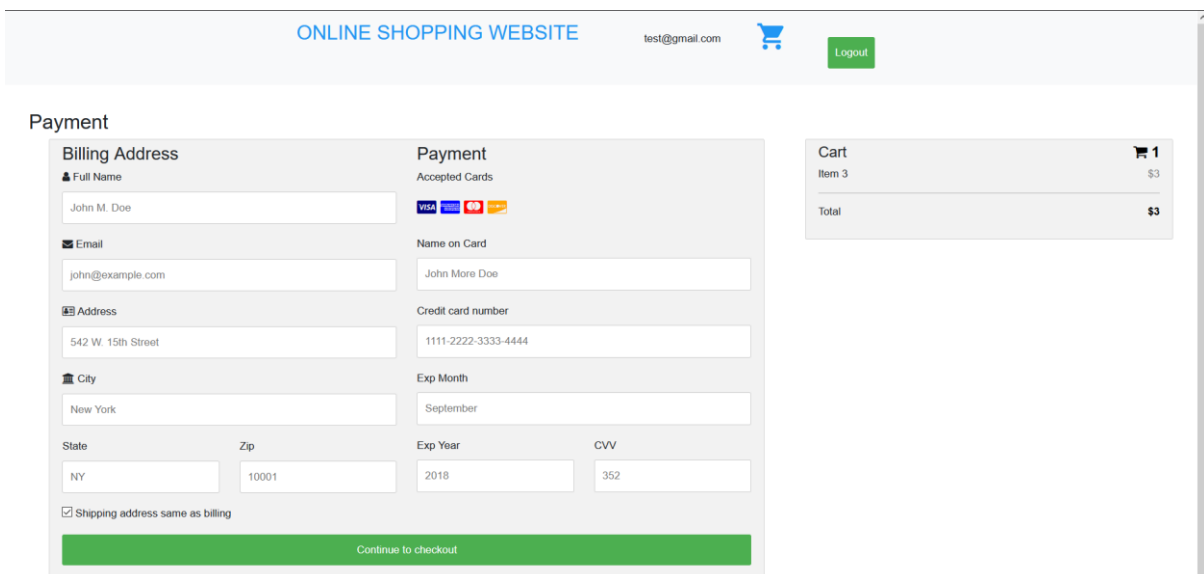 ONLINE SHOPPING WEBSITE
test@gmail.com
Logout
Payment
Billing Address
Full Name
John M. Doe
Email
john@example.com
Address
542 W. 15th Street
City
New York
State Zip
NY 10001
Shipping address same as billing
Payment
Accepted Cards
VISA
Name on Card
John More Doe
Credit card number
1111-2222-3333-4444
Exp Month
September
Exp Year CVV
2018 352
Continue to checkout
Cart 1
Item 3 $3
Total $3